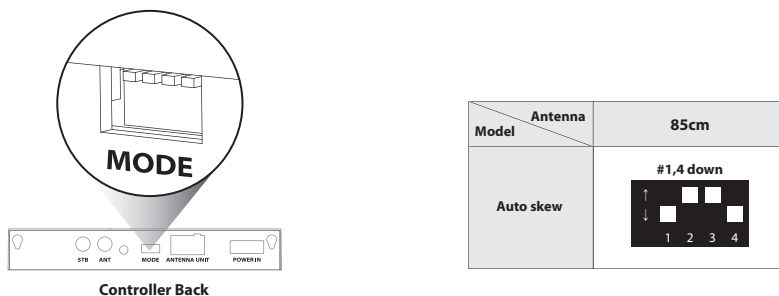 MODE
STB ANT MODE ANTENNA UNIT POWER IN
Controller Back
Antenna
Model
85cm
Auto skew
#1,4 down
↑
↓
1 2 3 4